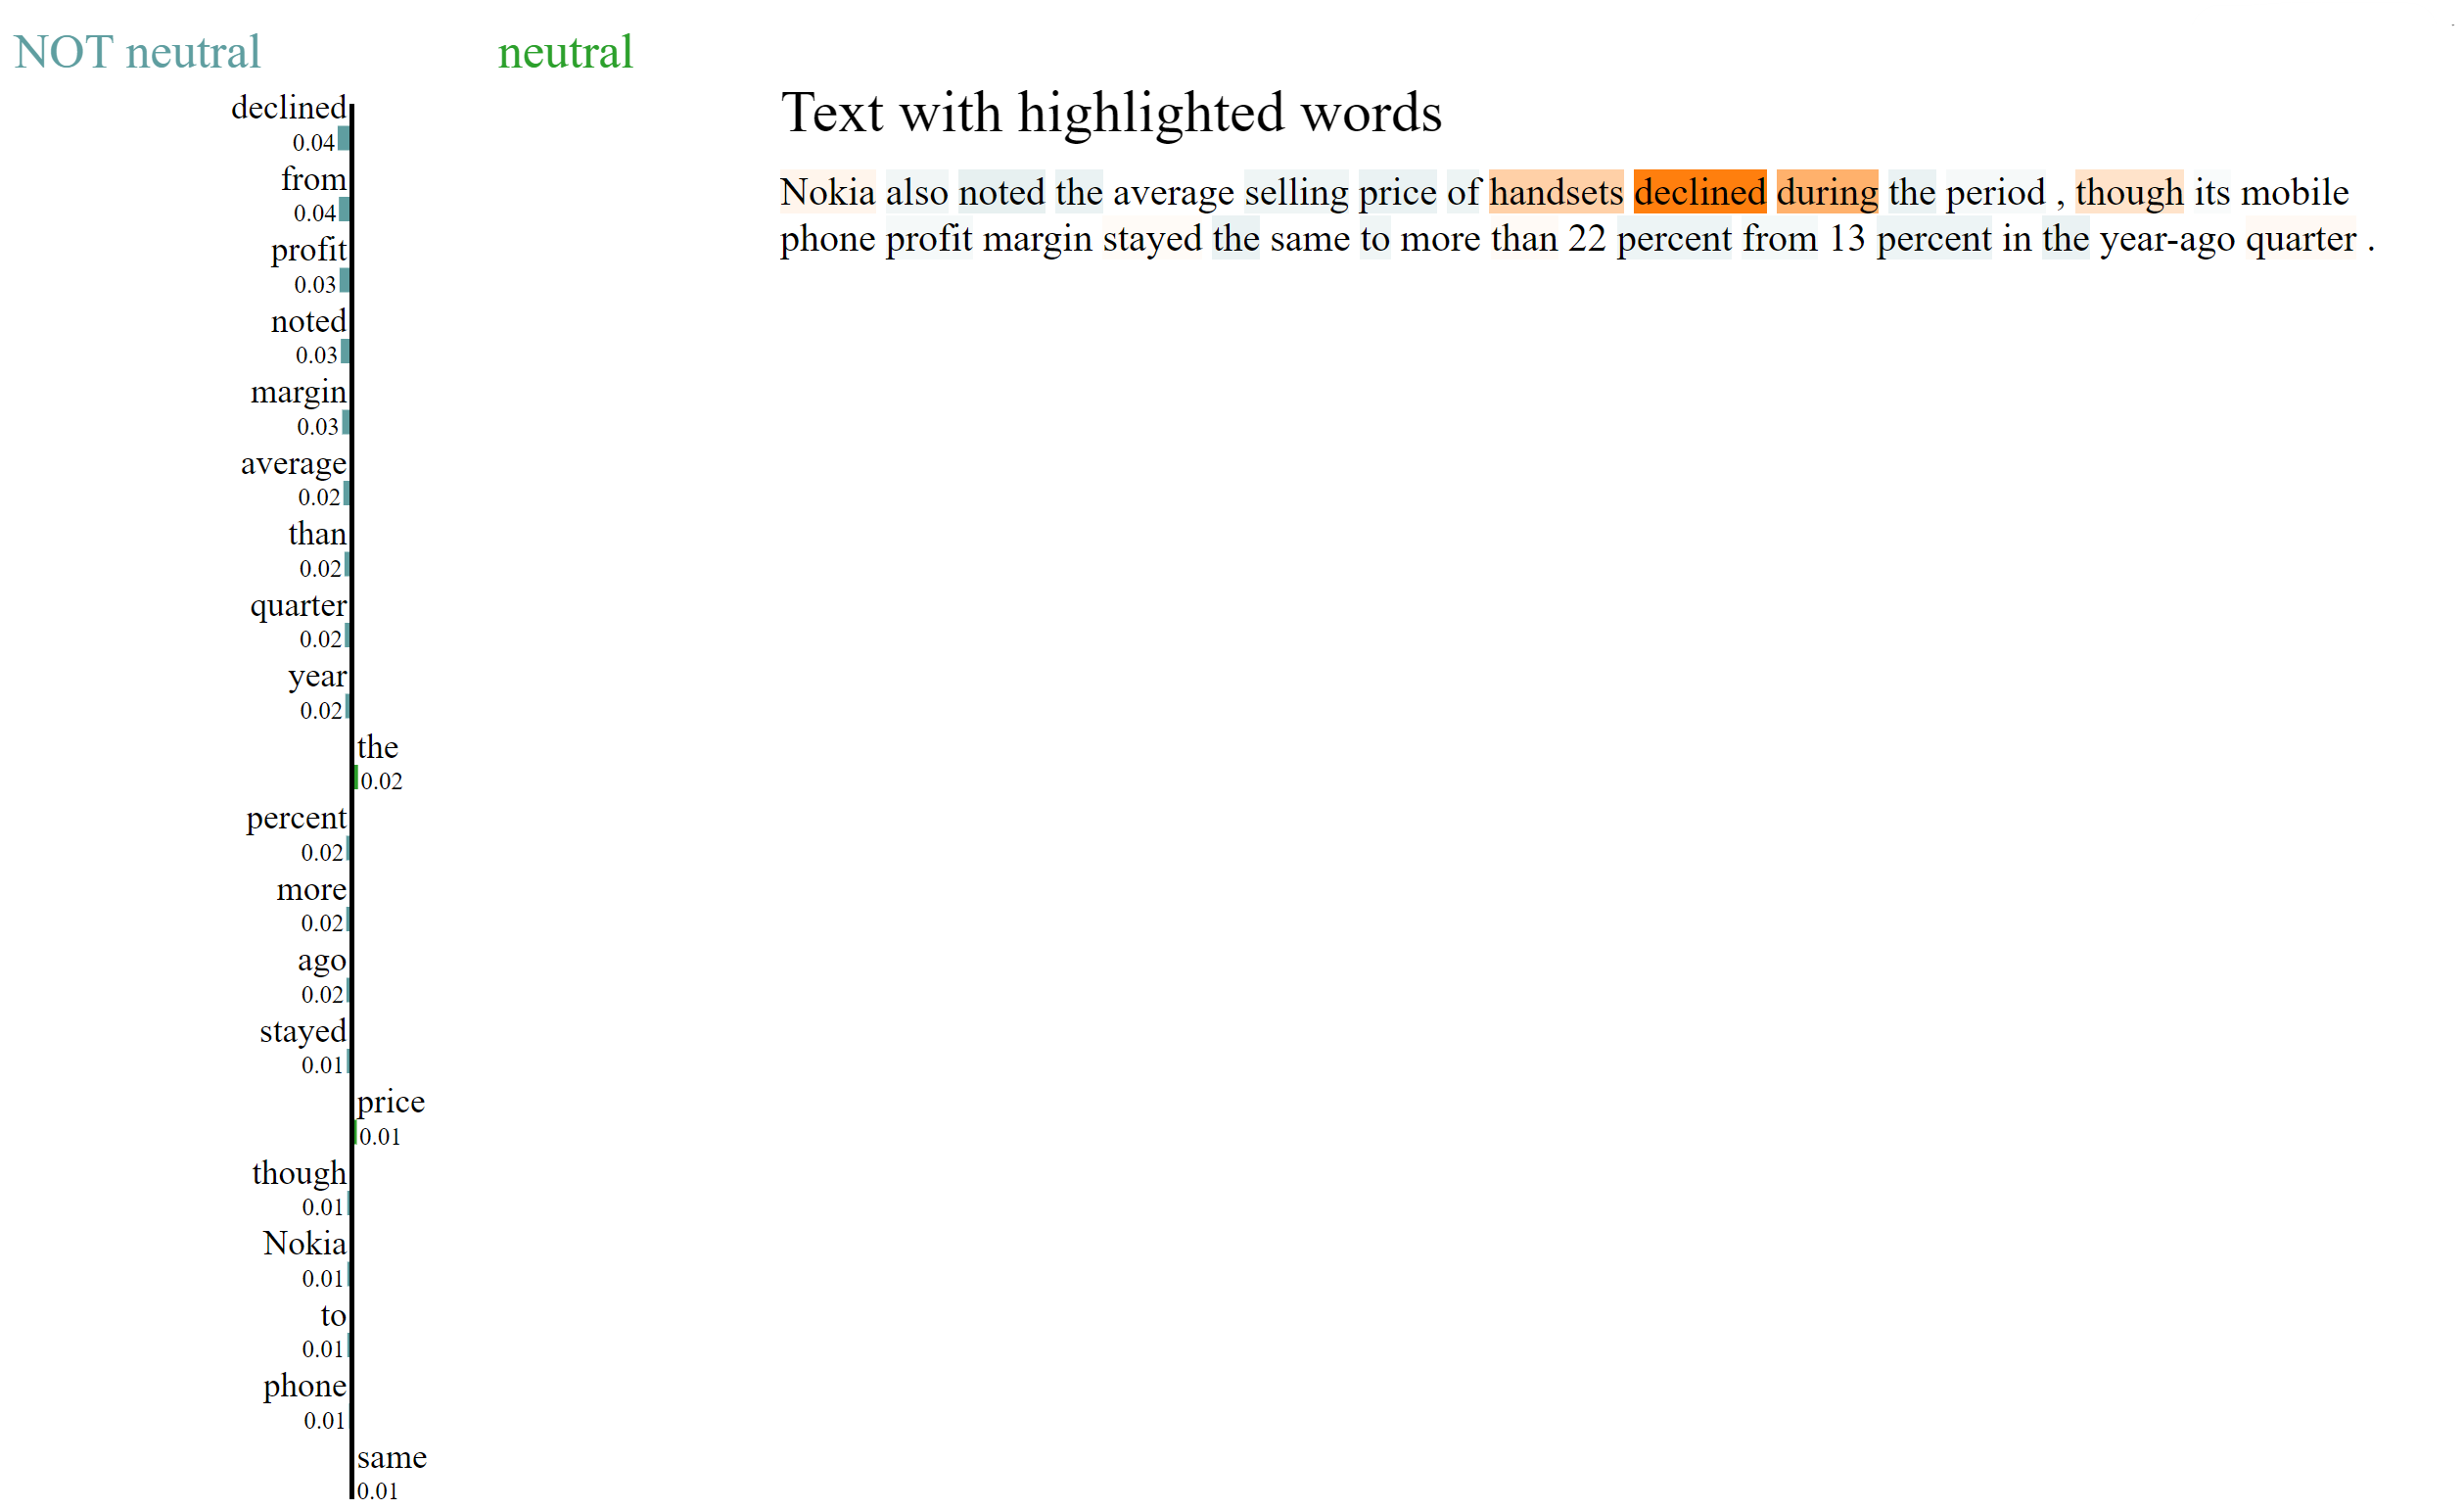 NOT neutral
neutral
declined
0.04
from
0.04
profit
0.03
noted
0.03
margin
0.03
average
0.02
than
0.02
quarter
0.02
year
0.02
the
0.02
percent
0.02
more
0.02
ago
0.02
stayed
0.01
price
0.01
though
0.01
Nokia
0.01
to
0.01
phone
0.01
same
0.01
Text with highlighted words
Nokia also noted the average selling price of handsets declined during the period , though its mobile
phone profit margin stayed the same to more than 22 percent from 13 percent in the year-ago quarter .